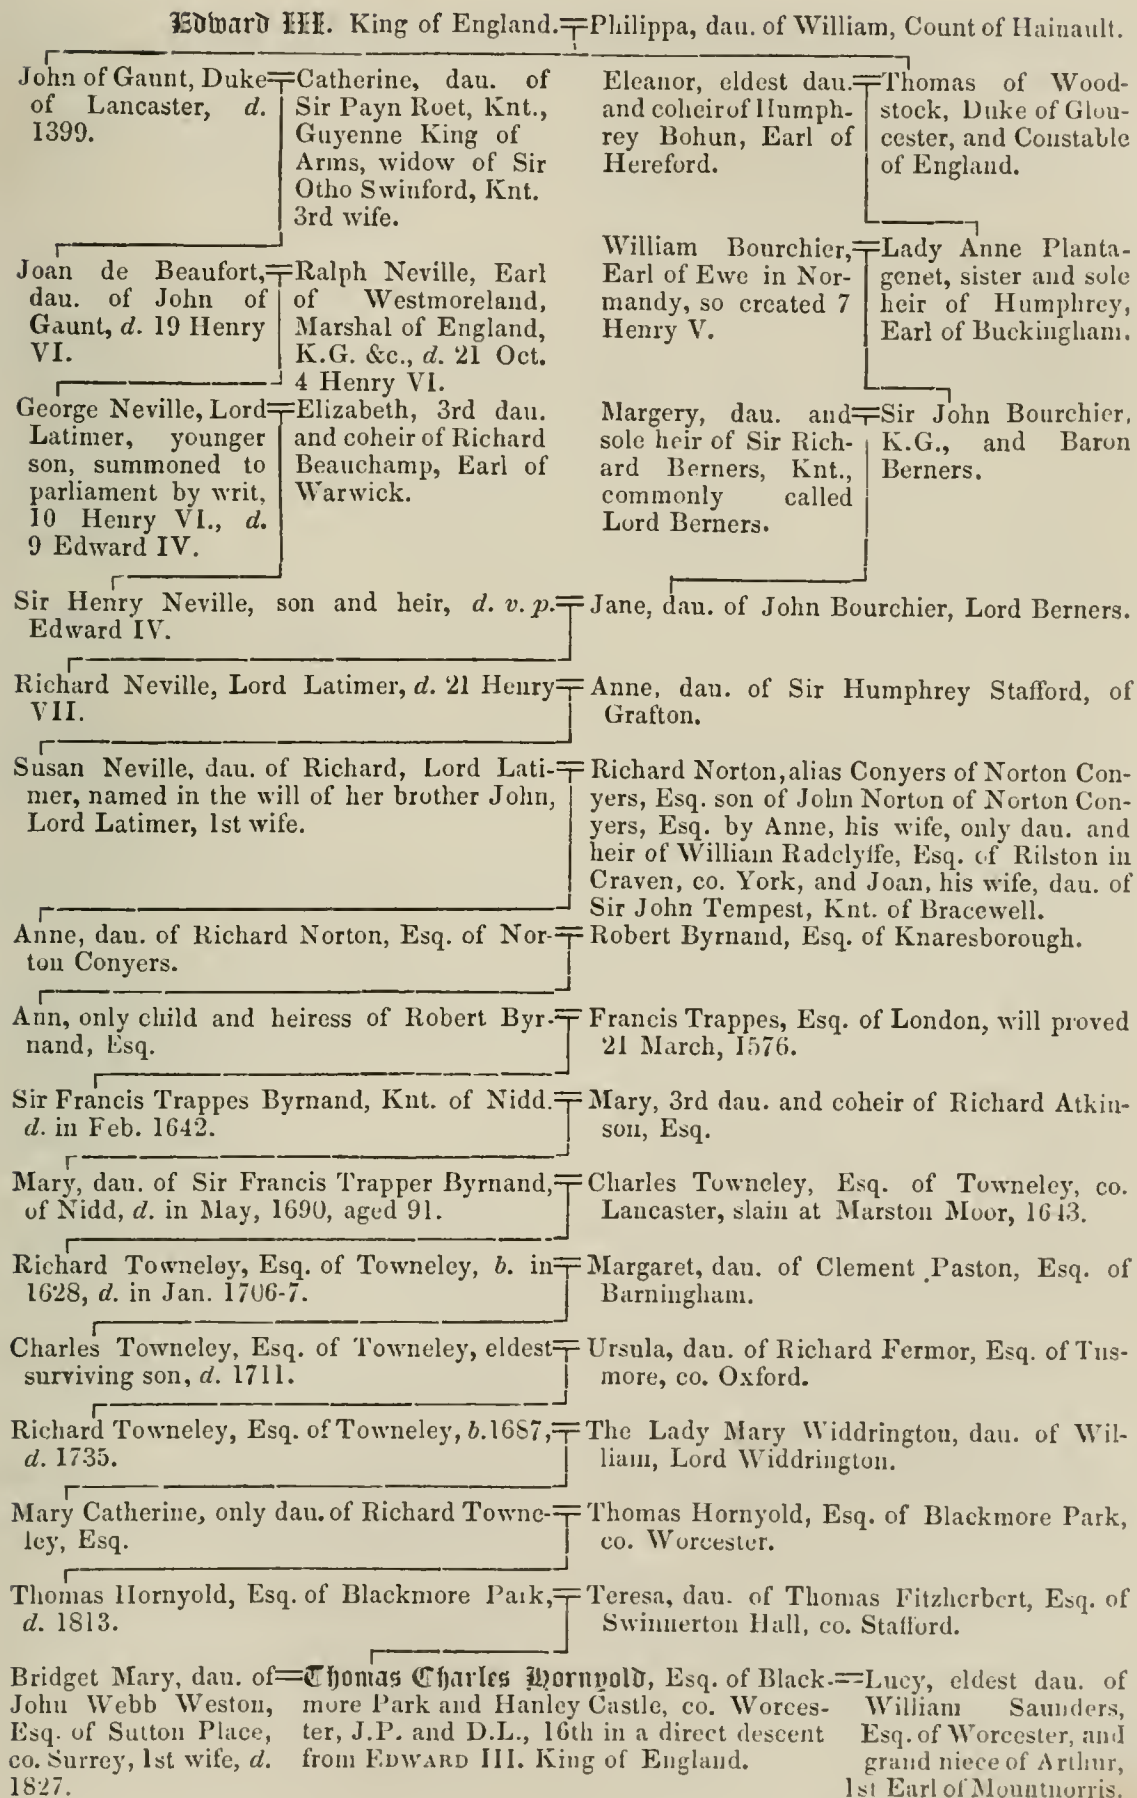 Edward III. King of England. = Philippa, dau. of William, Count of Hainault.
John of Gaunt, Duke
of Lancaster, d.
1399.
Catherine, dau. of
Sir Payn Roet, Knt.,
Guyenne King of
Arms, widow of Sir
Otho Swinford, Knt.
3rd wife.
Eleanor, eldest dau.
and coheir of Humph-
rey Bohun, Earl of
Hereford.
Thomas of Wood-
stock, Duke of Glou-
cester, and Constable
of England.
Joan de Beaufort,
dau. of John of
Gaunt, d. 19 Henry
VI.
Ralph Neville, Earl
of Westmoreland,
Marshal of England,
K.G. &c., d. 21 Oct.
4 Henry VI.
William Bourchier,
Earl of Ewe in Nor-
mandy, so created 7
Henry V.
Lady Anne Planta-
genet, sister and sole
heir of Humphrey,
Earl of Buckingham.
George Neville, Lord
Latimer, younger
son, summoned to
parliament by writ,
10 Henry VI., d.
9 Edward IV.
Elizabeth, 3rd dau.
and coheir of Richard
Beauchamp, Earl of
Warwick.
Margery, dau. and
sole heir of Sir Rich-
ard Berners, Knt.,
commonly called
Lord Berners.
Sir John Bourchier,
K.G., and Baron
Berners.
Sir Henry Neville, son and heir, d. v. p.
Edward IV.
Jane, dau. of John Bourchier, Lord Berners.
Richard Neville, Lord Latimer, d. 21 Henry
VII.
Anne, dau. of Sir Humphrey Stafford, of
Grafton.
Susan Neville, dau. of Richard, Lord Lati-
mer, named in the will of her brother John,
Lord Latimer, 1st wife.
Richard Norton, alias Conyers of Norton Con-
yers, Esq. son of John Norton of Norton Con-
yers, Esq. by Anne, his wife, only dau. and
heir of William Radclyffe, Esq. of Rilston in
Craven, co. York, and Joan, his wife, dau. of
Sir John Tempest, Knt. of Bracewell.
Anne, dau. of Richard Norton, Esq. of Nor-
ton Conyers.
Robert Byrnand, Esq. of Knaresborough.
Ann, only child and heiress of Robert Byr-
nand, Esq.
Francis Trappes, Esq. of London, will proved
21 March, 1576.
Sir Francis Trappes Byrnand, Knt. of Nidd.
d. in Feb. 1642.
Mary, 3rd dau. and coheir of Richard Atkin-
son, Esq.
Mary, dau. of Sir Francis Trapper Byrnand,
of Nidd, d. in May, 1690, aged 91.
Charles Towneley, Esq. of Towneley, co.
Lancaster, slain at Marston Moor, 1643.
Richard Towneley, Esq. of Towneley, b. in
1628, d. in Jan. 1706-7.
Margaret, dau. of Clement Paston, Esq. of
Barningham.
Charles Towneley, Esq. of Towneley, eldest
surviving son, d. 1711.
Ursula, dau. of Richard Fermor, Esq. of Tus-
more, co. Oxford.
Richard Towneley, Esq. of Towneley, b. 1687,
d. 1735.
The Lady Mary Widdrington, dau. of Wil-
liam, Lord Widdrington.
Mary Catherine, only dau. of Richard Towne-
ley, Esq.
Thomas Hornyold, Esq. of Blackmore Park,
co. Worcester.
Thomas Hornyold, Esq. of Blackmore Park,
d. 1813.
Teresa, dau. of Thomas Fitzherbert, Esq. of
Swinnerton Hall, co. Stafford.
Bridget Mary, dau. of
John Webb Weston,
Esq. of Sutton Place,
co. Surrey, 1st wife, d.
1827.
Thomas Charles Hornyold, Esq. of Black-
more Park and Hanley Castle, co. Worces-
ter, J.P. and D.L., 16th in a direct descent
from EDWARD III. King of England.
Lucy, eldest dau. of
William Saunders,
Esq. of Worcester, and
grand niece of Arthur,
1st Earl of Mountnorris.